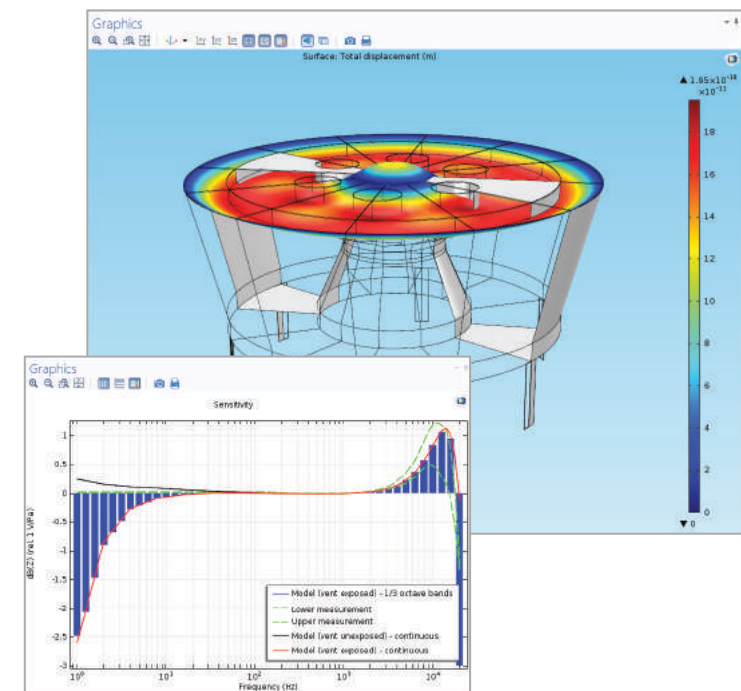 Graphics
Surface: Total displacement (m)
▲ 1.95×10⁻¹⁰
×10⁻¹¹
18
16
14
12
10
8
6
4
2
0
▼ 0
Graphics
Sensitivity
1
0.5
0
-0.5
-1
-1.5
-2
-2.5
-3
dB(Z) (rel 1 V/Pa)
10⁰
10¹
10²
10³
10⁴
Frequency (Hz)
Model (vent exposed) - 1/3 octave bands
Lower measurement
Upper measurement
Model (vent unexposed) - continuous
Model (vent exposed) - continuous